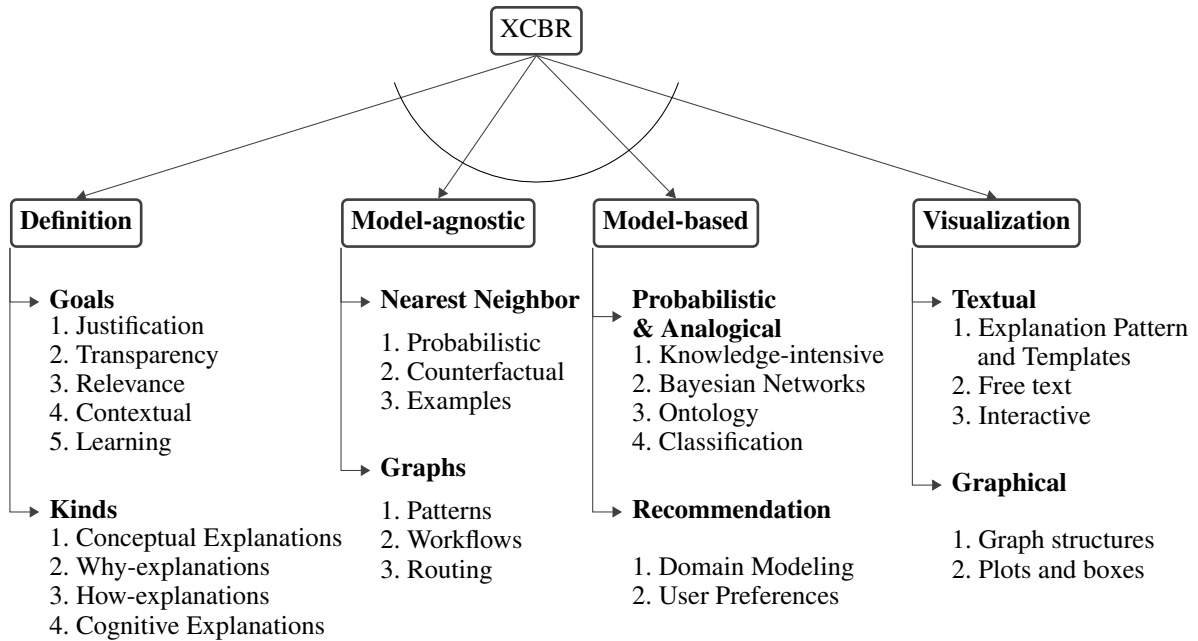 XCBR
Definition
Goals
1. Justification
2. Transparency
3. Relevance
4. Contextual
5. Learning
Kinds
1. Conceptual Explanations
2. Why-explanations
3. How-explanations
4. Cognitive Explanations
Model-agnostic
Nearest Neighbor
1. Probabilistic
2. Counterfactual
3. Examples
Graphs
1. Patterns
2. Workflows
3. Routing
Model-based
Probabilistic
& Analogical
1. Knowledge-intensive
2. Bayesian Networks
3. Ontology
4. Classification
Recommendation
1. Domain Modeling
2. User Preferences
Visualization
Textual
1. Explanation Pattern
and Templates
2. Free text
3. Interactive
Graphical
1. Graph structures
2. Plots and boxes